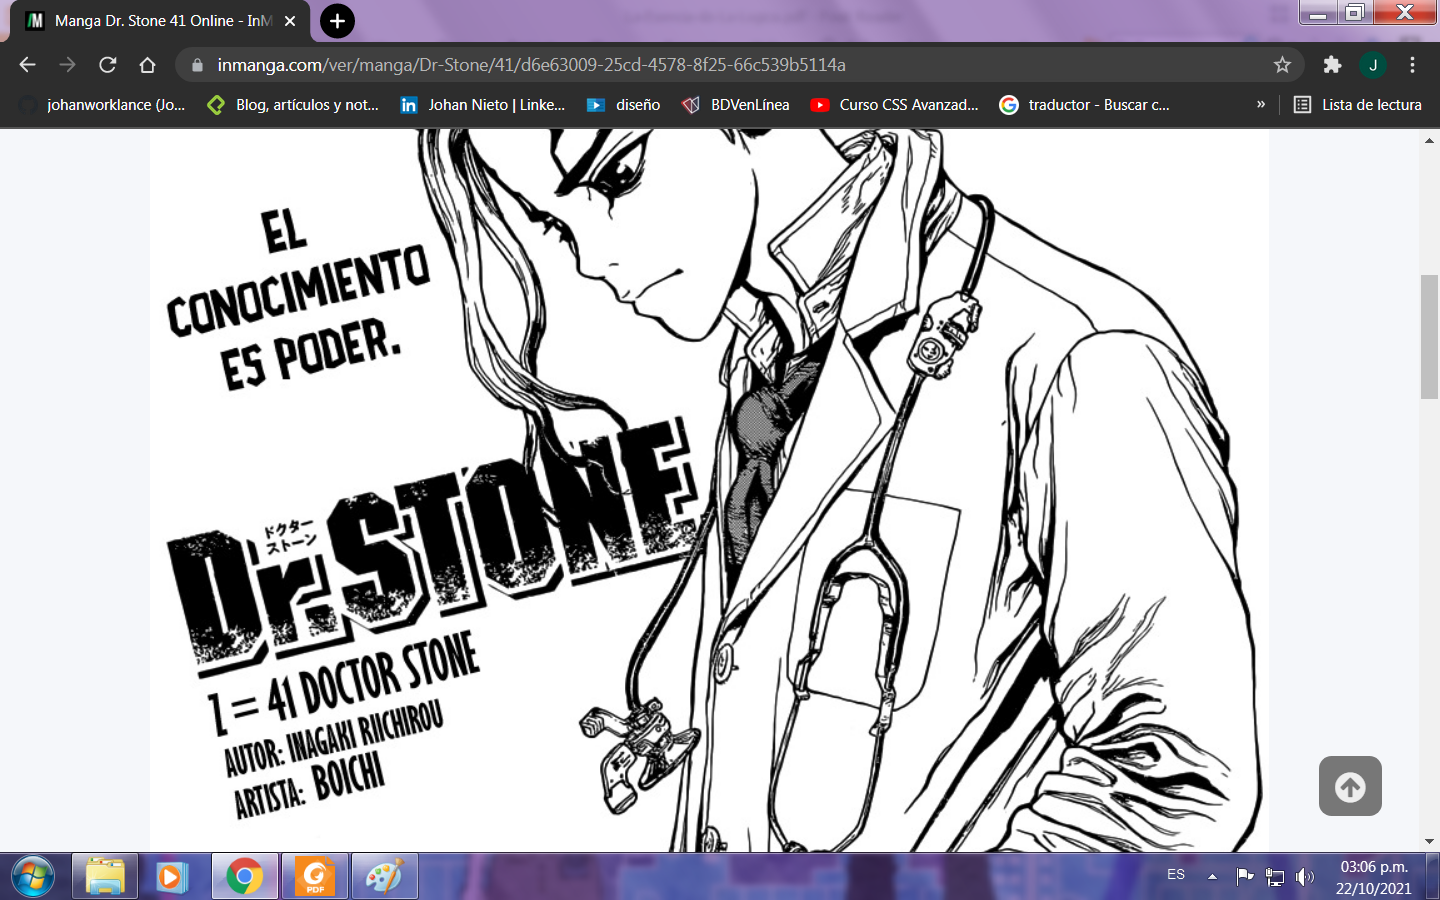 Manga Dr. Stone 41 Online - InM
inmanga.com/ver/manga/Dr-Stone/41/d6e63009-25cd-4578-8f25-66c539b5114a
J
johanworklance (Jo...
Blog, artículos y not...
Johan Nieto | Linke...
diseño
BDVenLínea
Curso CSS Avanzad...
traductor - Buscar c...
»
Lista de lectura
EL
CONOCIMIENTO
ES PODER.
ドクター
ストーン
Dr.STONE
Z = 41 DOCTOR STONE
AUTOR: INAGAKI RIICHIROU
ARTISTA: BOICHI
PDF
ES
03:06 p.m.
22/10/2021